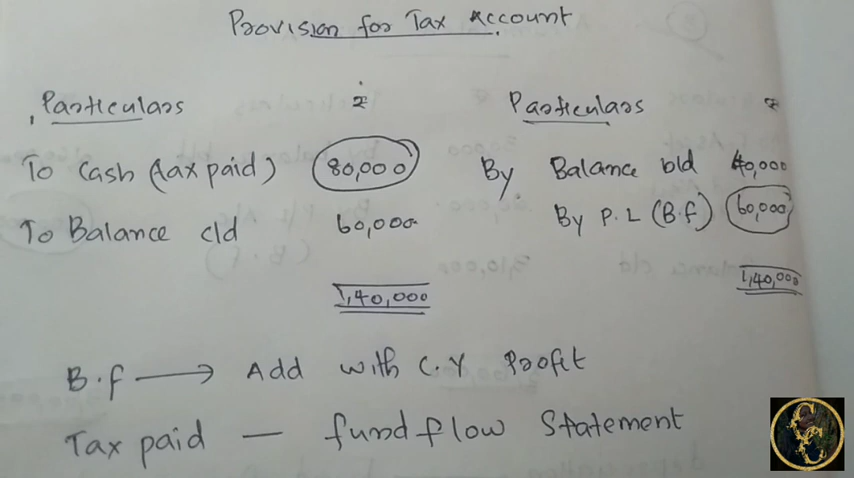 Provision for Tax Account
Particulars ₹ Particulars ₹
To Cash (tax paid) 80,000 By Balance b/d 40,000
To Balance c/d 60,000 By P.L (B.f) 60,000
1,40,000 1,40,000
B.f → Add with C.Y Profit
Tax paid — fund flow Statement